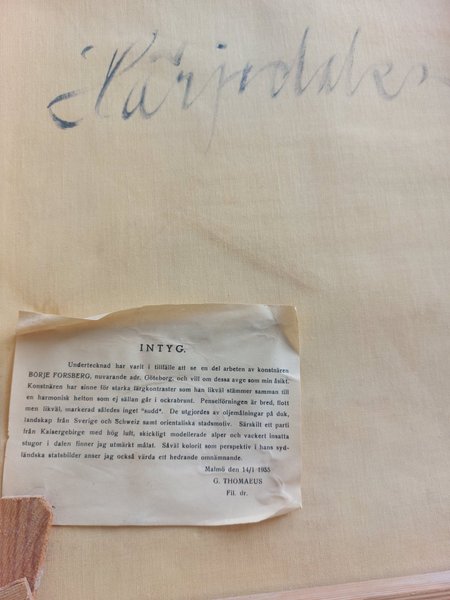 Härjedalen
INTYG.
Undertecknad har varit i tillfälle att se en del arbeten av konstnären
BÖRJE FORSBERG, nuvarande adr. Göteborg, och vill om dessa avge som min åsikt.
Konstnären har sinne för starka färgkontraster som han likväl stämmer samman till
en harmonisk helton som ej sällan går i ockrabrunt. Penselföringen är bred, flott
men likväl, markerad således inget "sudd". De utgjordes av oljemålningar på duk,
landskap från Sverige och Schweiz samt orientaliska stadsmotiv. Särskilt ett parti
från Kaisergebirge med hög luft, skickligt modellerade alper och vackert insatta
stugor i dalen finner jag utmärkt målat. Såväl kolorit som perspektiv i hans syd-
ländska statsbilder anser jag också värda ett hedrande omnämnande.
Malmö den 14/1 1955
G. THOMAEUS
Fil. dr.